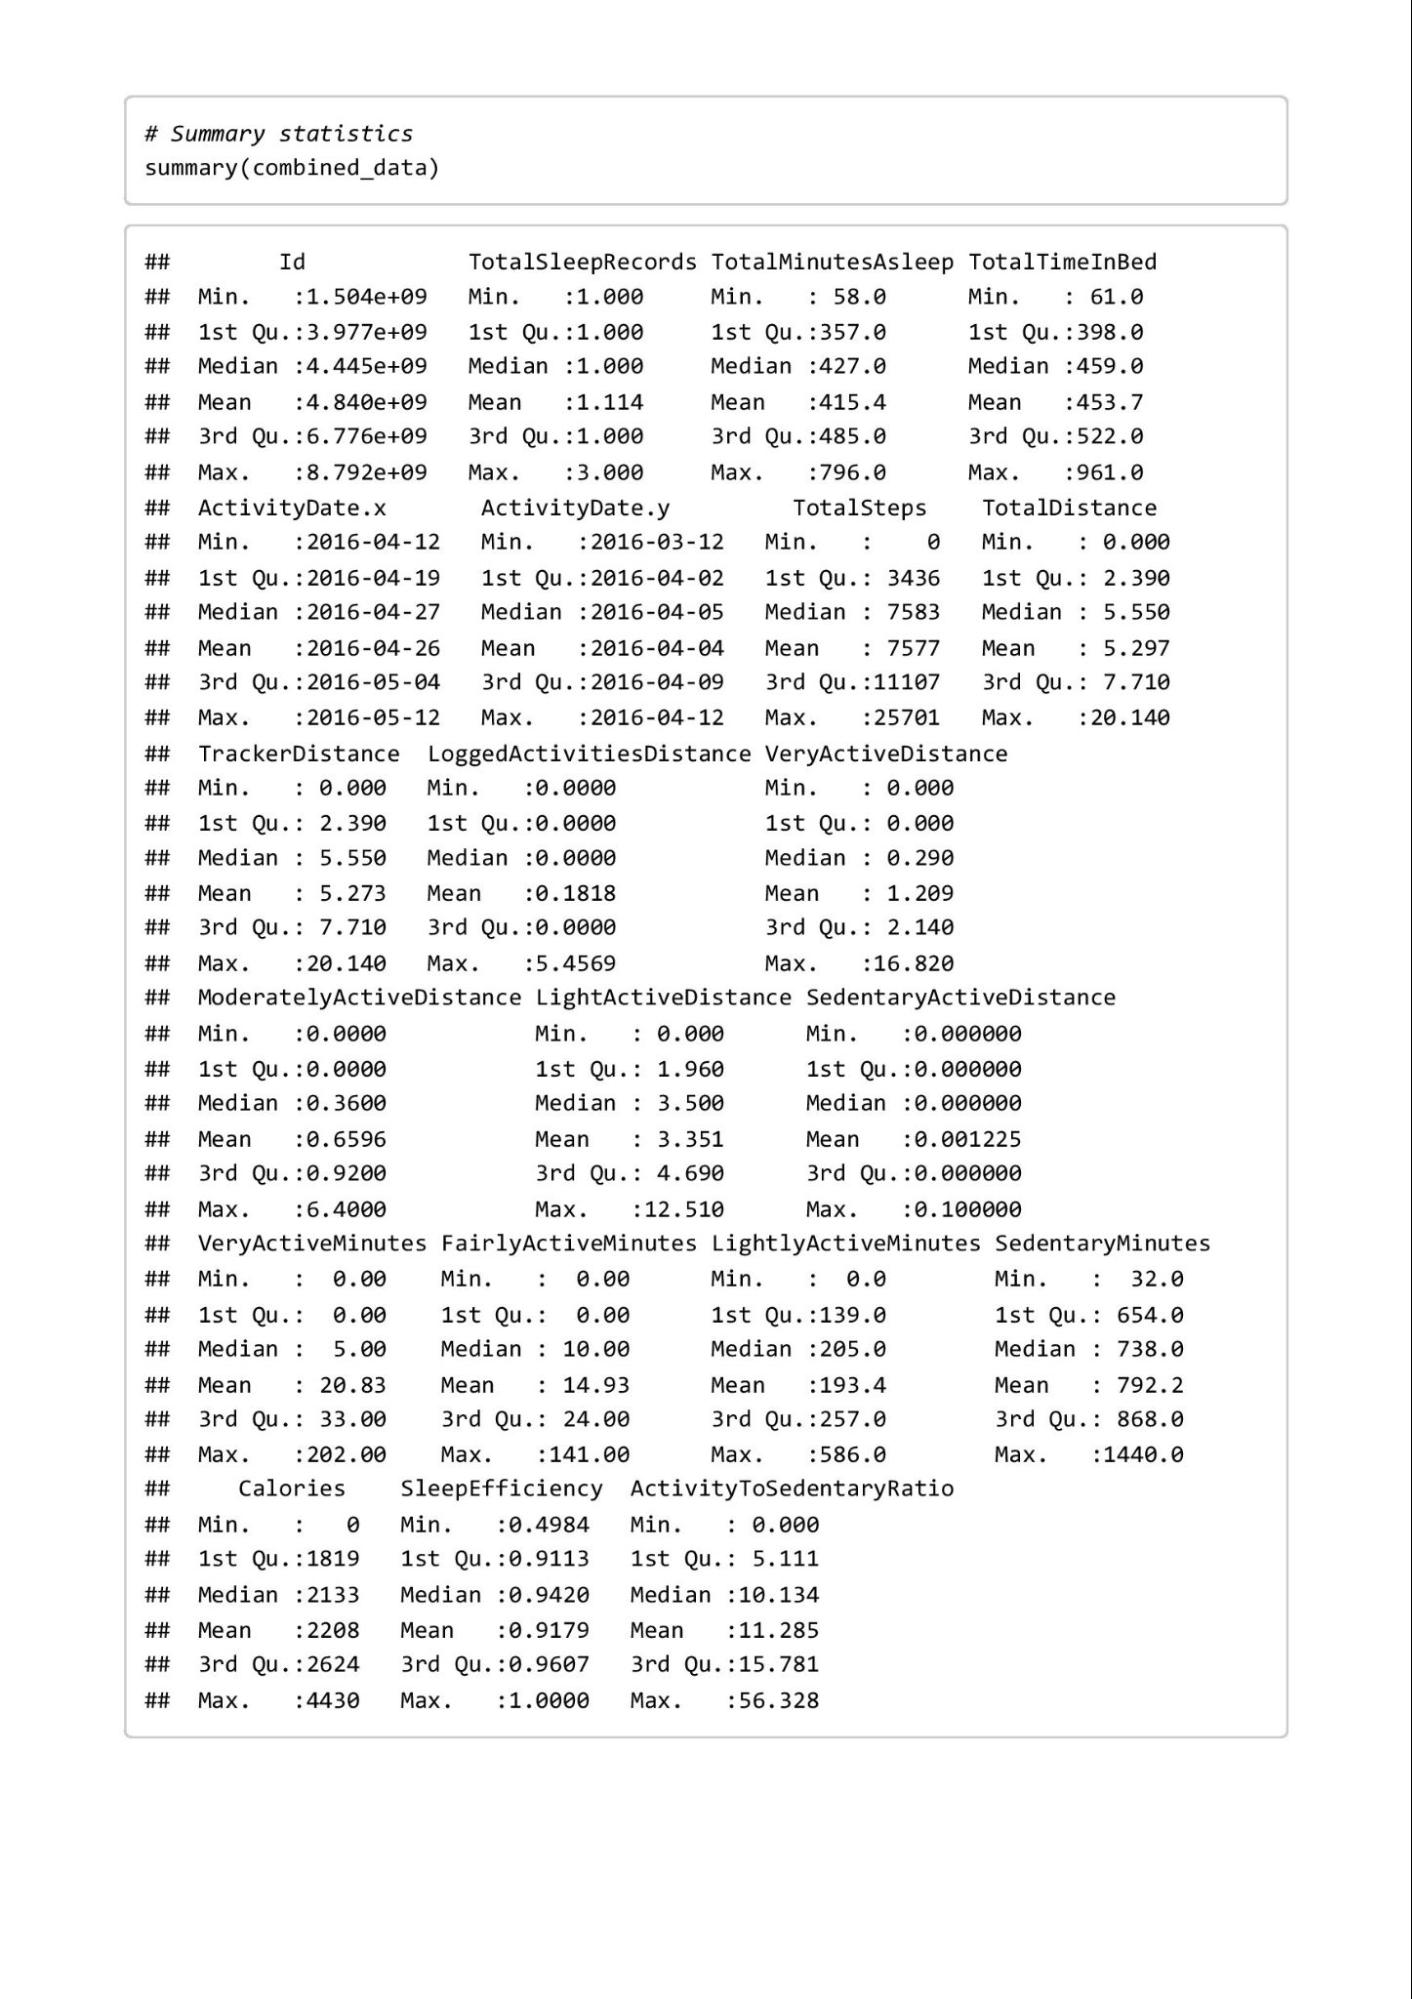 # Summary statistics
summary(combined_data)
##        Id            TotalSleepRecords TotalMinutesAsleep TotalTimeInBed
##  Min.   :1.504e+09   Min.   :1.000     Min.   : 58.0      Min.   : 61.0
##  1st Qu.:3.977e+09   1st Qu.:1.000     1st Qu.:357.0      1st Qu.:398.0
##  Median :4.445e+09   Median :1.000     Median :427.0      Median :459.0
##  Mean   :4.840e+09   Mean   :1.114     Mean   :415.4      Mean   :453.7
##  3rd Qu.:6.776e+09   3rd Qu.:1.000     3rd Qu.:485.0      3rd Qu.:522.0
##  Max.   :8.792e+09   Max.   :3.000     Max.   :796.0      Max.   :961.0
##  ActivityDate.x       ActivityDate.y         TotalSteps    TotalDistance
##  Min.   :2016-04-12   Min.   :2016-03-12   Min.   :    0   Min.   : 0.000
##  1st Qu.:2016-04-19   1st Qu.:2016-04-02   1st Qu.: 3436   1st Qu.: 2.390
##  Median :2016-04-27   Median :2016-04-05   Median : 7583   Median : 5.550
##  Mean   :2016-04-26   Mean   :2016-04-04   Mean   : 7577   Mean   : 5.297
##  3rd Qu.:2016-05-04   3rd Qu.:2016-04-09   3rd Qu.:11107   3rd Qu.: 7.710
##  Max.   :2016-05-12   Max.   :2016-04-12   Max.   :25701   Max.   :20.140
##  TrackerDistance  LoggedActivitiesDistance VeryActiveDistance
##  Min.   : 0.000   Min.   :0.0000           Min.   : 0.000
##  1st Qu.: 2.390   1st Qu.:0.0000           1st Qu.: 0.000
##  Median : 5.550   Median :0.0000           Median : 0.290
##  Mean   : 5.273   Mean   :0.1818           Mean   : 1.209
##  3rd Qu.: 7.710   3rd Qu.:0.0000           3rd Qu.: 2.140
##  Max.   :20.140   Max.   :5.4569           Max.   :16.820
##  ModeratelyActiveDistance LightActiveDistance SedentaryActiveDistance
##  Min.   :0.0000           Min.   : 0.000      Min.   :0.000000
##  1st Qu.:0.0000           1st Qu.: 1.960      1st Qu.:0.000000
##  Median :0.3600           Median : 3.500      Median :0.000000
##  Mean   :0.6596           Mean   : 3.351      Mean   :0.001225
##  3rd Qu.:0.9200           3rd Qu.: 4.690      3rd Qu.:0.000000
##  Max.   :6.4000           Max.   :12.510      Max.   :0.100000
##  VeryActiveMinutes FairlyActiveMinutes LightlyActiveMinutes SedentaryMinutes
##  Min.   :  0.00    Min.   :  0.00      Min.   :  0.0        Min.   :  32.0
##  1st Qu.:  0.00    1st Qu.:  0.00      1st Qu.:139.0        1st Qu.: 654.0
##  Median :  5.00    Median : 10.00      Median :205.0        Median : 738.0
##  Mean   : 20.83    Mean   : 14.93      Mean   :193.4        Mean   : 792.2
##  3rd Qu.: 33.00    3rd Qu.: 24.00      3rd Qu.:257.0        3rd Qu.: 868.0
##  Max.   :202.00    Max.   :141.00      Max.   :586.0        Max.   :1440.0
##     Calories    SleepEfficiency  ActivityToSedentaryRatio
##  Min.   :   0   Min.   :0.4984   Min.   : 0.000
##  1st Qu.:1819   1st Qu.:0.9113   1st Qu.: 5.111
##  Median :2133   Median :0.9420   Median :10.134
##  Mean   :2208   Mean   :0.9179   Mean   :11.285
##  3rd Qu.:2624   3rd Qu.:0.9607   3rd Qu.:15.781
##  Max.   :4430   Max.   :1.0000   Max.   :56.328